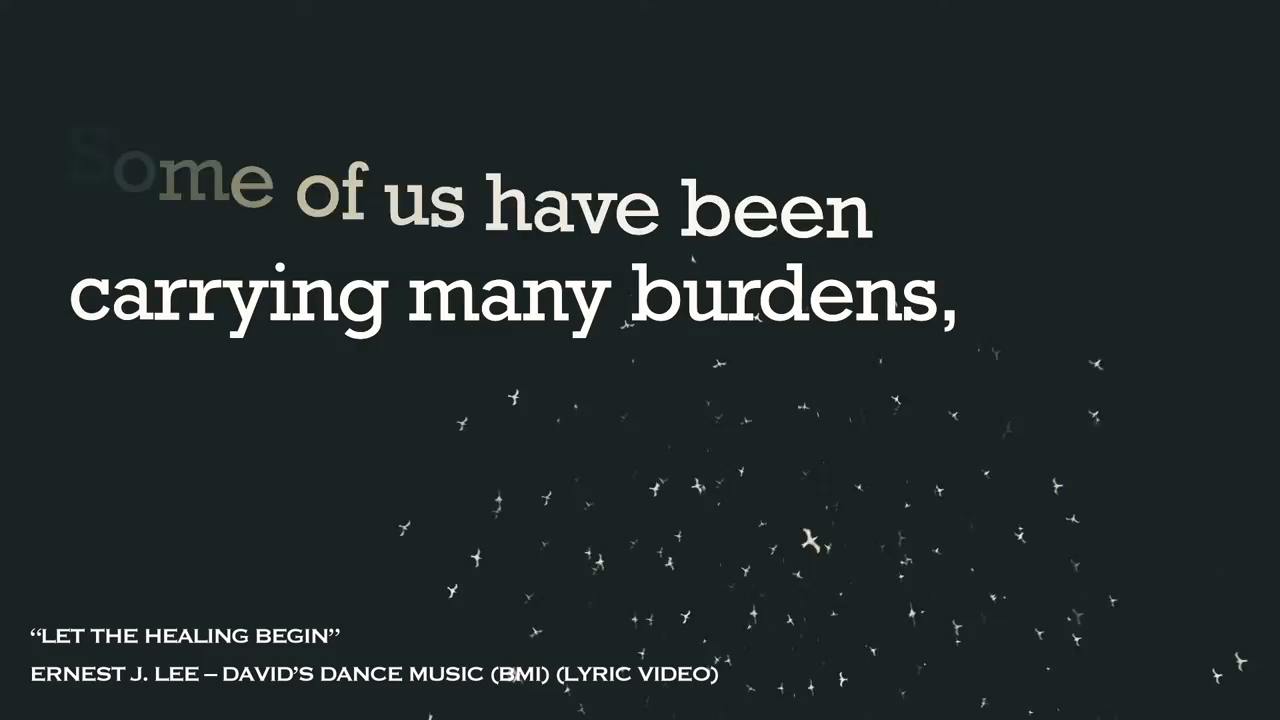 Some of us have been
carrying many burdens,
“LET THE HEALING BEGIN”
ERNEST J. LEE – DAVID’S DANCE MUSIC (BMI) (LYRIC VIDEO)